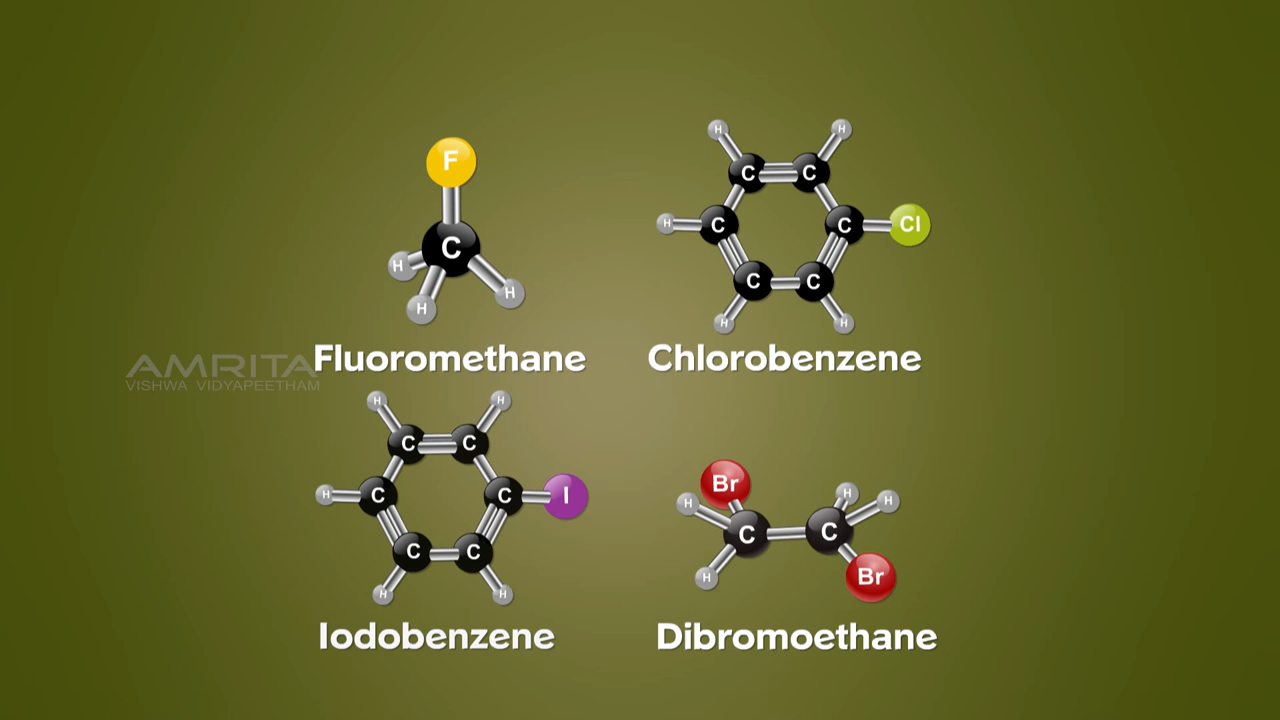 H H
F
C C
H C C Cl
C
H H C C
H
H H
Fluoromethane Chlorobenzene
AMRITA
VISHWA VIDYAPEETHAM
H H
C C
Br H H
H C C I H
C C
C C Br
H
H H
Iodobenzene Dibromoethane